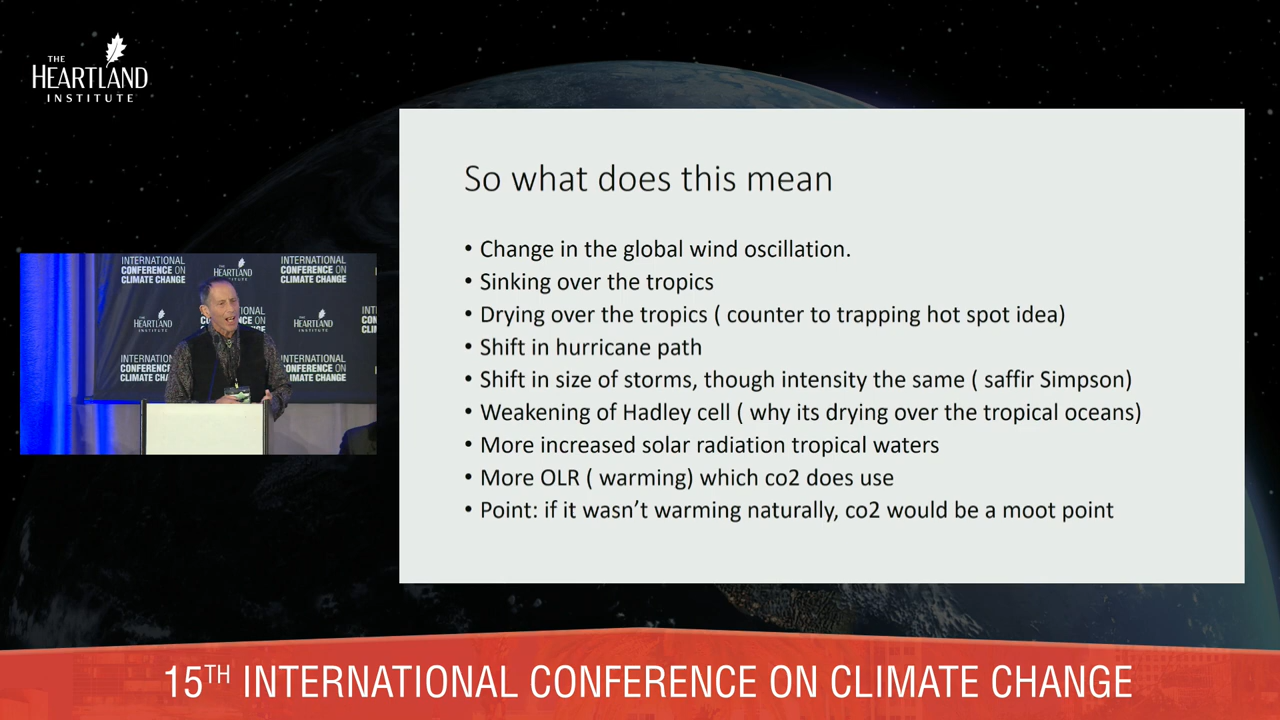 THE
HEARTLAND
INSTITUTE
So what does this mean
• Change in the global wind oscillation.
• Sinking over the tropics
• Drying over the tropics ( counter to trapping hot spot idea)
• Shift in hurricane path
• Shift in size of storms, though intensity the same ( saffir Simpson)
• Weakening of Hadley cell ( why its drying over the tropical oceans)
• More increased solar radiation tropical waters
• More OLR ( warming) which co2 does use
• Point: if it wasn't warming naturally, co2 would be a moot point
INTERNATIONAL
CONFERENCE ON
CLIMATE CHANGE
THE
HEARTLAND
INSTITUTE
INTERNATIONAL
CONFERENCE ON
CLIMATE CHANGE
HEARTLAND
INSTITUTE
HEARTLAND
INSTITUTE
INTERNATIONAL
CONFERENCE ON
CLIMATE CHANGE
15TH INTERNATIONAL CONFERENCE ON CLIMATE CHANGE